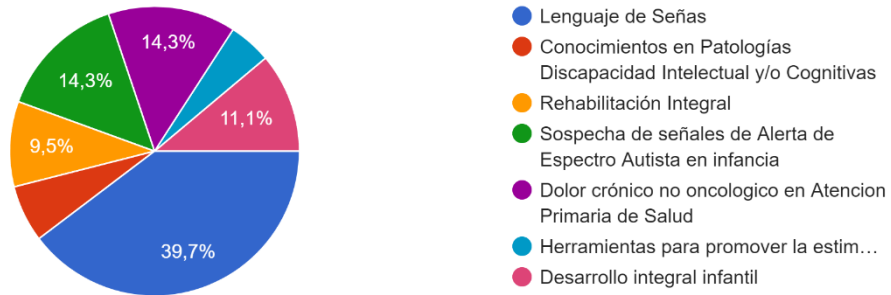 14,3%
14,3%
11,1%
9,5%
39,7%
Lenguaje de Señas
Conocimientos en Patologías
Discapacidad Intelectual y/o Cognitivas
Rehabilitación Integral
Sospecha de señales de Alerta de
Espectro Autista en infancia
Dolor crónico no oncologico en Atencion
Primaria de Salud
Herramientas para promover la estim…
Desarrollo integral infantil